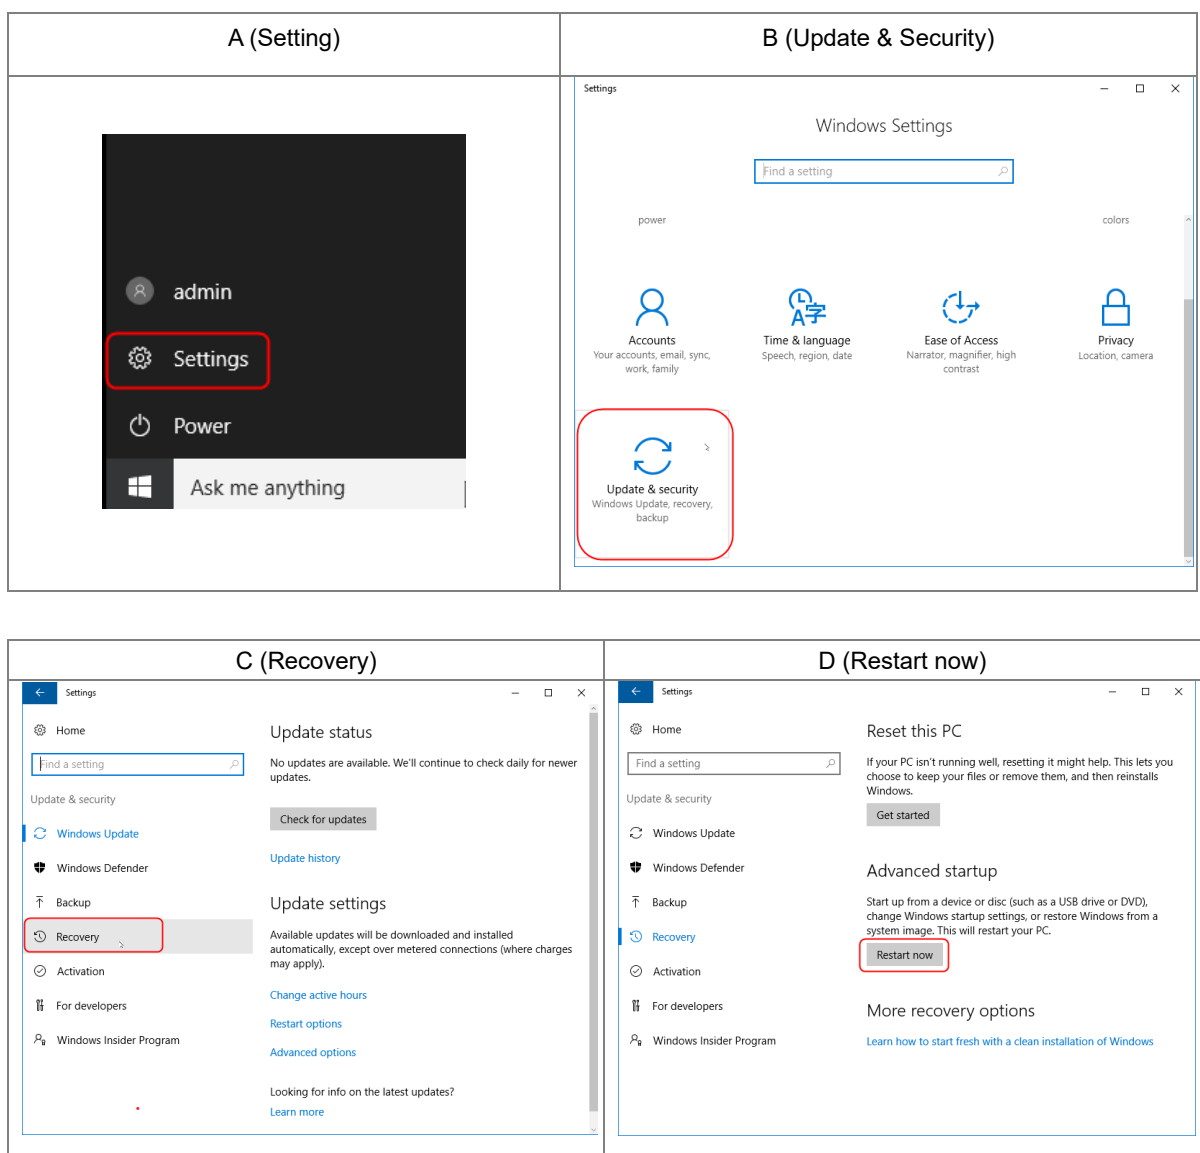 A (Setting)
B (Update & Security)
admin
Settings
Power
Ask me anything
Settings
Windows Settings
Find a setting
power
colors
Accounts
Your accounts, email, sync,
work, family
Time & language
Speech, region, date
Ease of Access
Narrator, magnifier, high
contrast
Privacy
Location, camera
Update & security
Windows Update, recovery,
backup
C (Recovery)
D (Restart now)
Settings
Home
Find a setting
Update & security
Windows Update
Windows Defender
Backup
Recovery
Activation
For developers
Windows Insider Program
Update status
No updates are available. We'll continue to check daily for newer
updates.
Check for updates
Update history
Update settings
Available updates will be downloaded and installed
automatically, except over metered connections (where charges
may apply).
Change active hours
Restart options
Advanced options
Looking for info on the latest updates?
Learn more
Settings
Home
Find a setting
Update & security
Windows Update
Windows Defender
Backup
Recovery
Activation
For developers
Windows Insider Program
Reset this PC
If your PC isn't running well, resetting it might help. This lets you
choose to keep your files or remove them, and then reinstalls
Windows.
Get started
Advanced startup
Start up from a device or disc (such as a USB drive or DVD),
change Windows startup settings, or restore Windows from a
system image. This will restart your PC.
Restart now
More recovery options
Learn how to start fresh with a clean installation of Windows